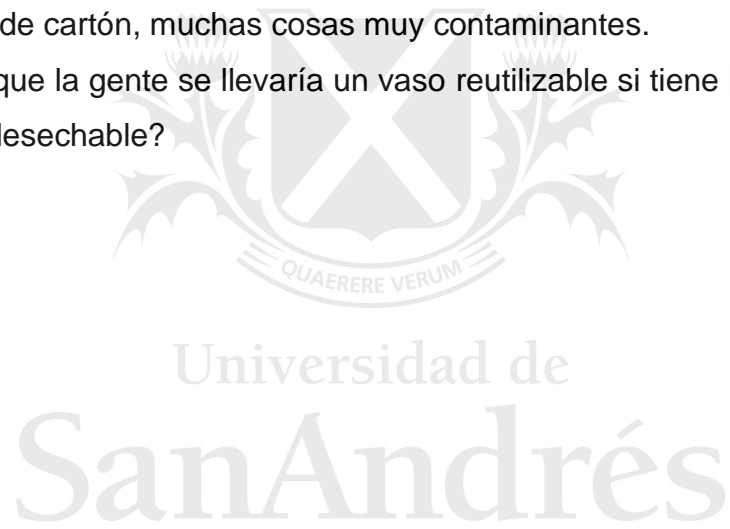 de cartón, muchas cosas muy contaminantes.
que la gente se llevaría un vaso reutilizable si tiene
desechable?
QUAERERE VERUM
Universidad de
SanAndrés